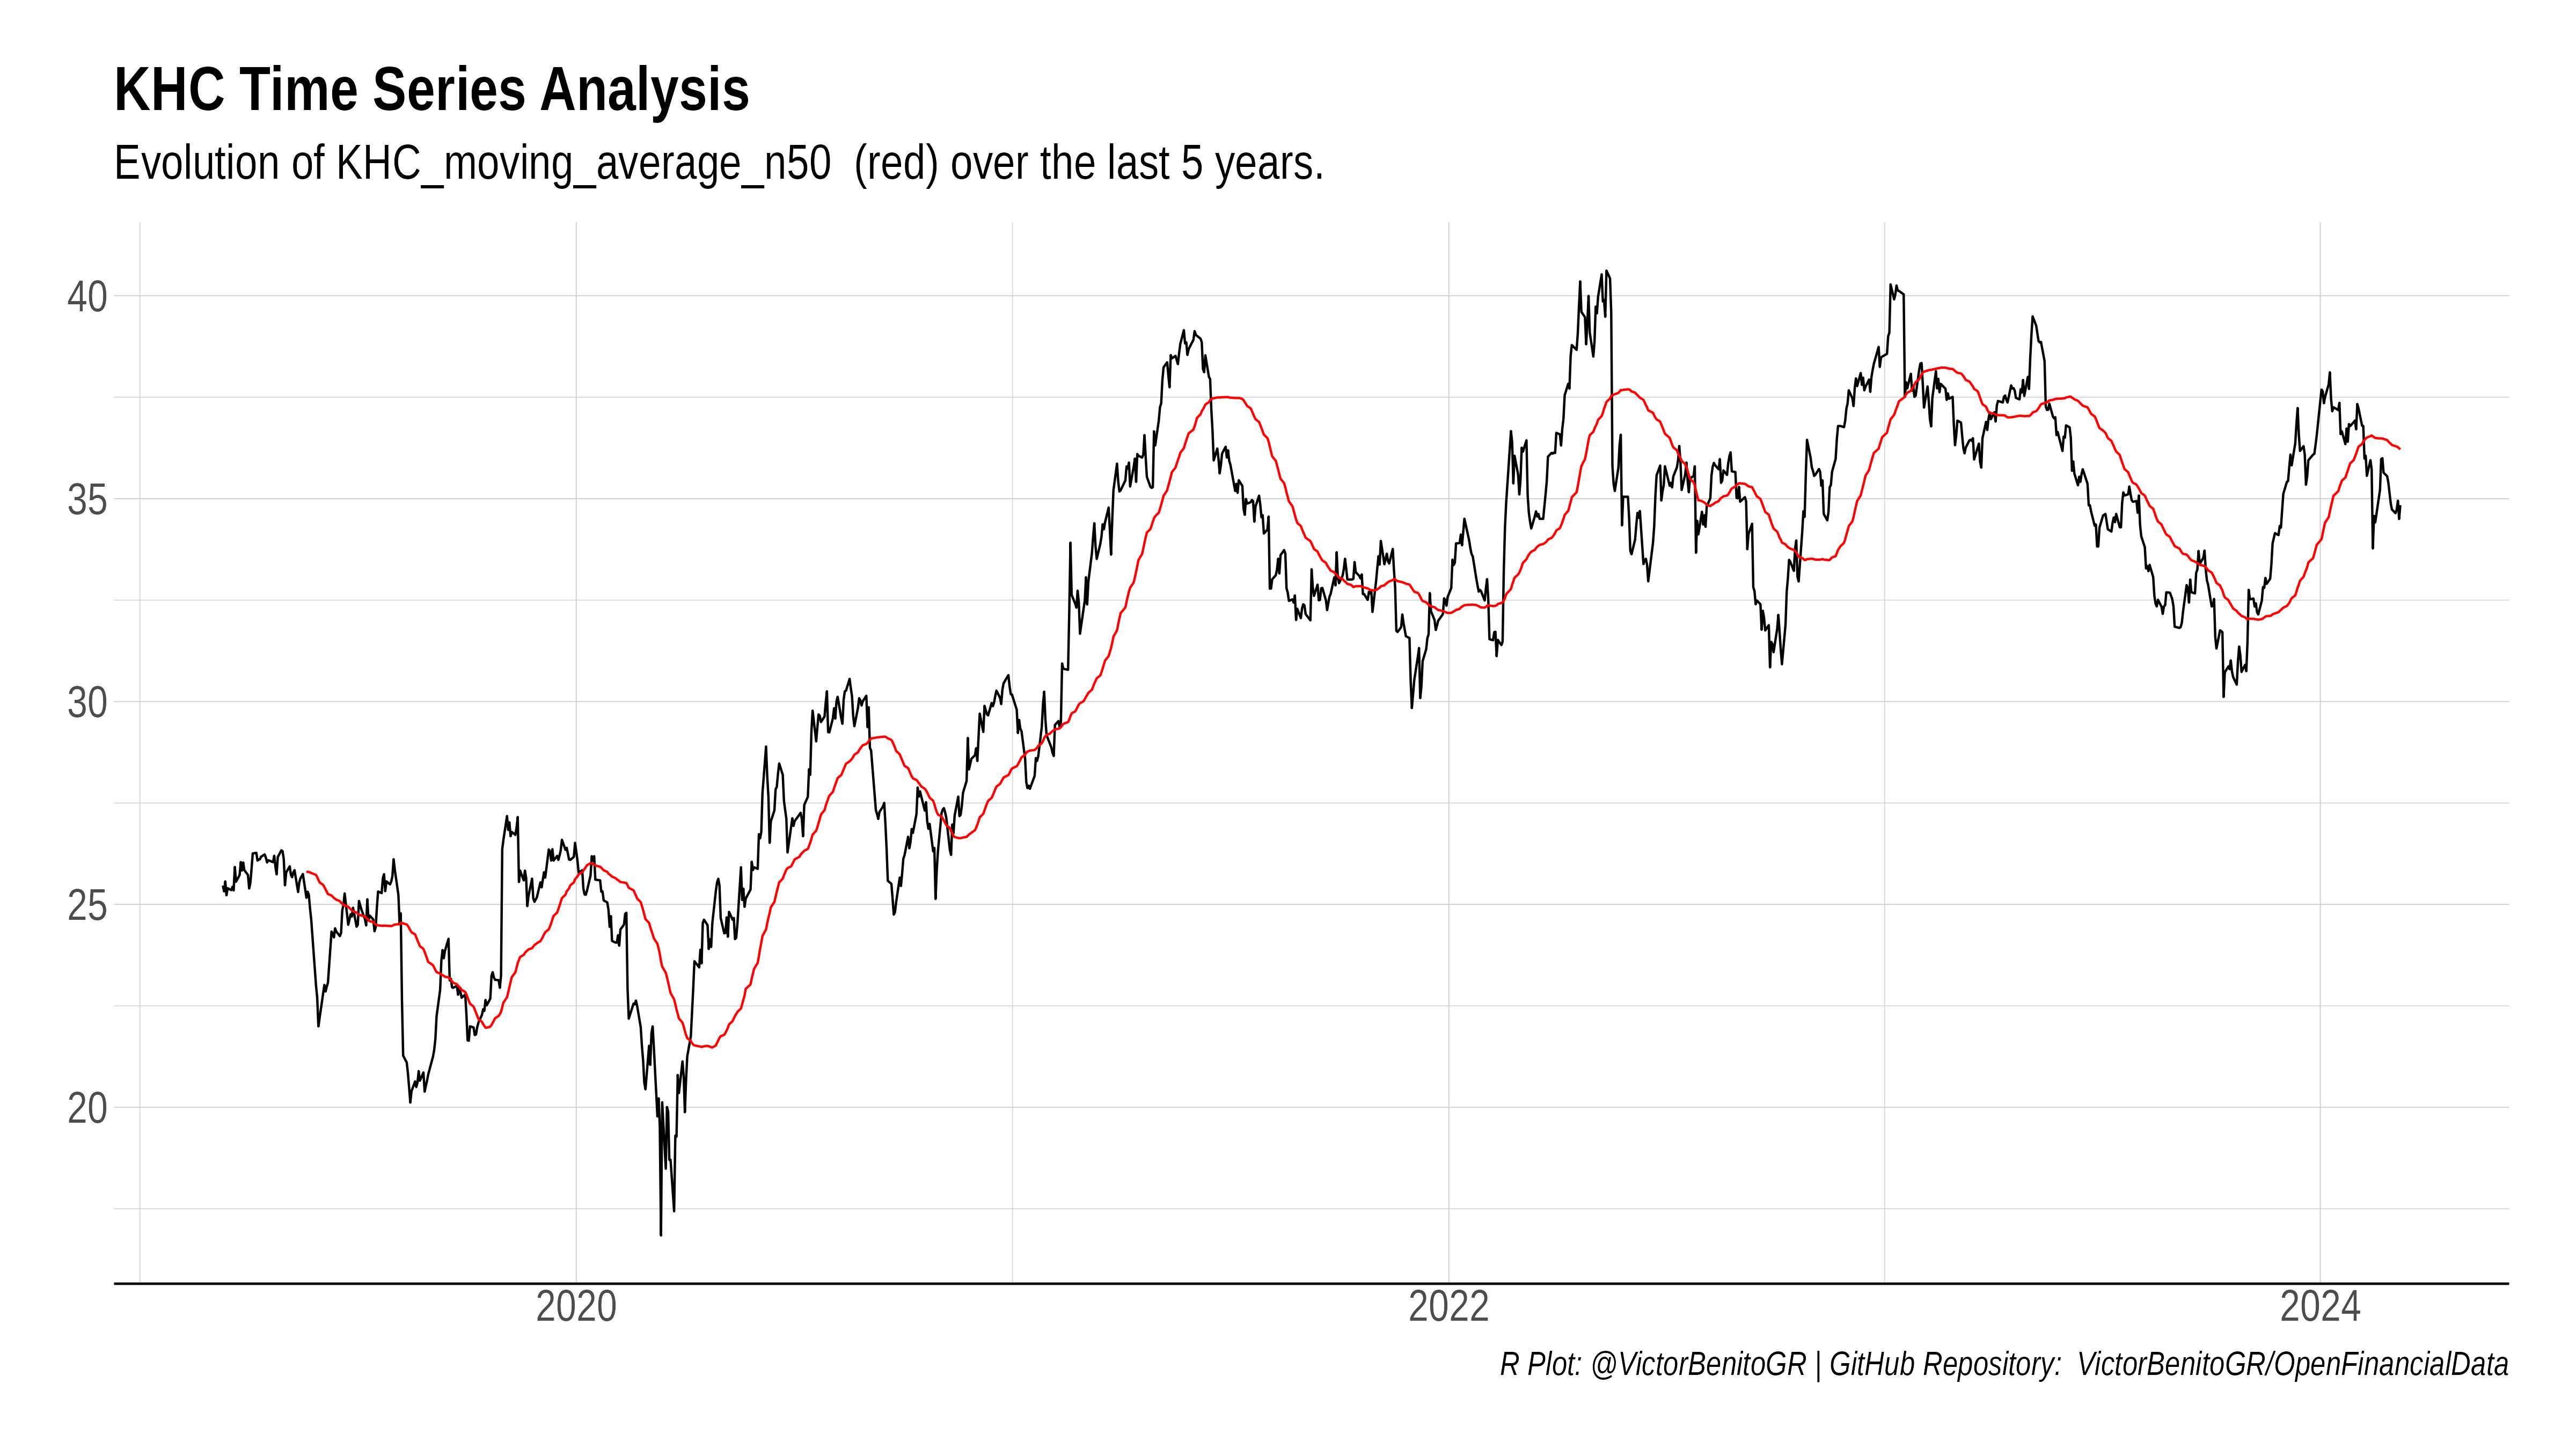 KHC Time Series Analysis
Evolution of KHC_moving_average_n50  (red) over the last 5 years.
40
35
30
25
20
2020 2022 2024
R Plot: @VictorBenitoGR | GitHub Repository:  VictorBenitoGR/OpenFinancialData